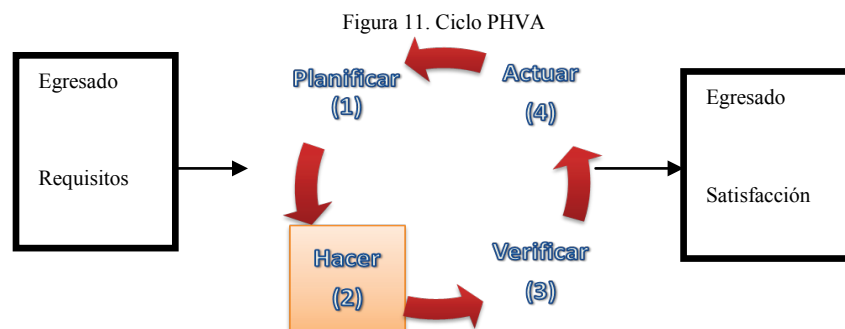 Figura 11. Ciclo PHVA
Egresado
Requisitos
Planificar
(1)
Actuar
(4)
Hacer
(2)
Verificar
(3)
Egresado
Satisfacción